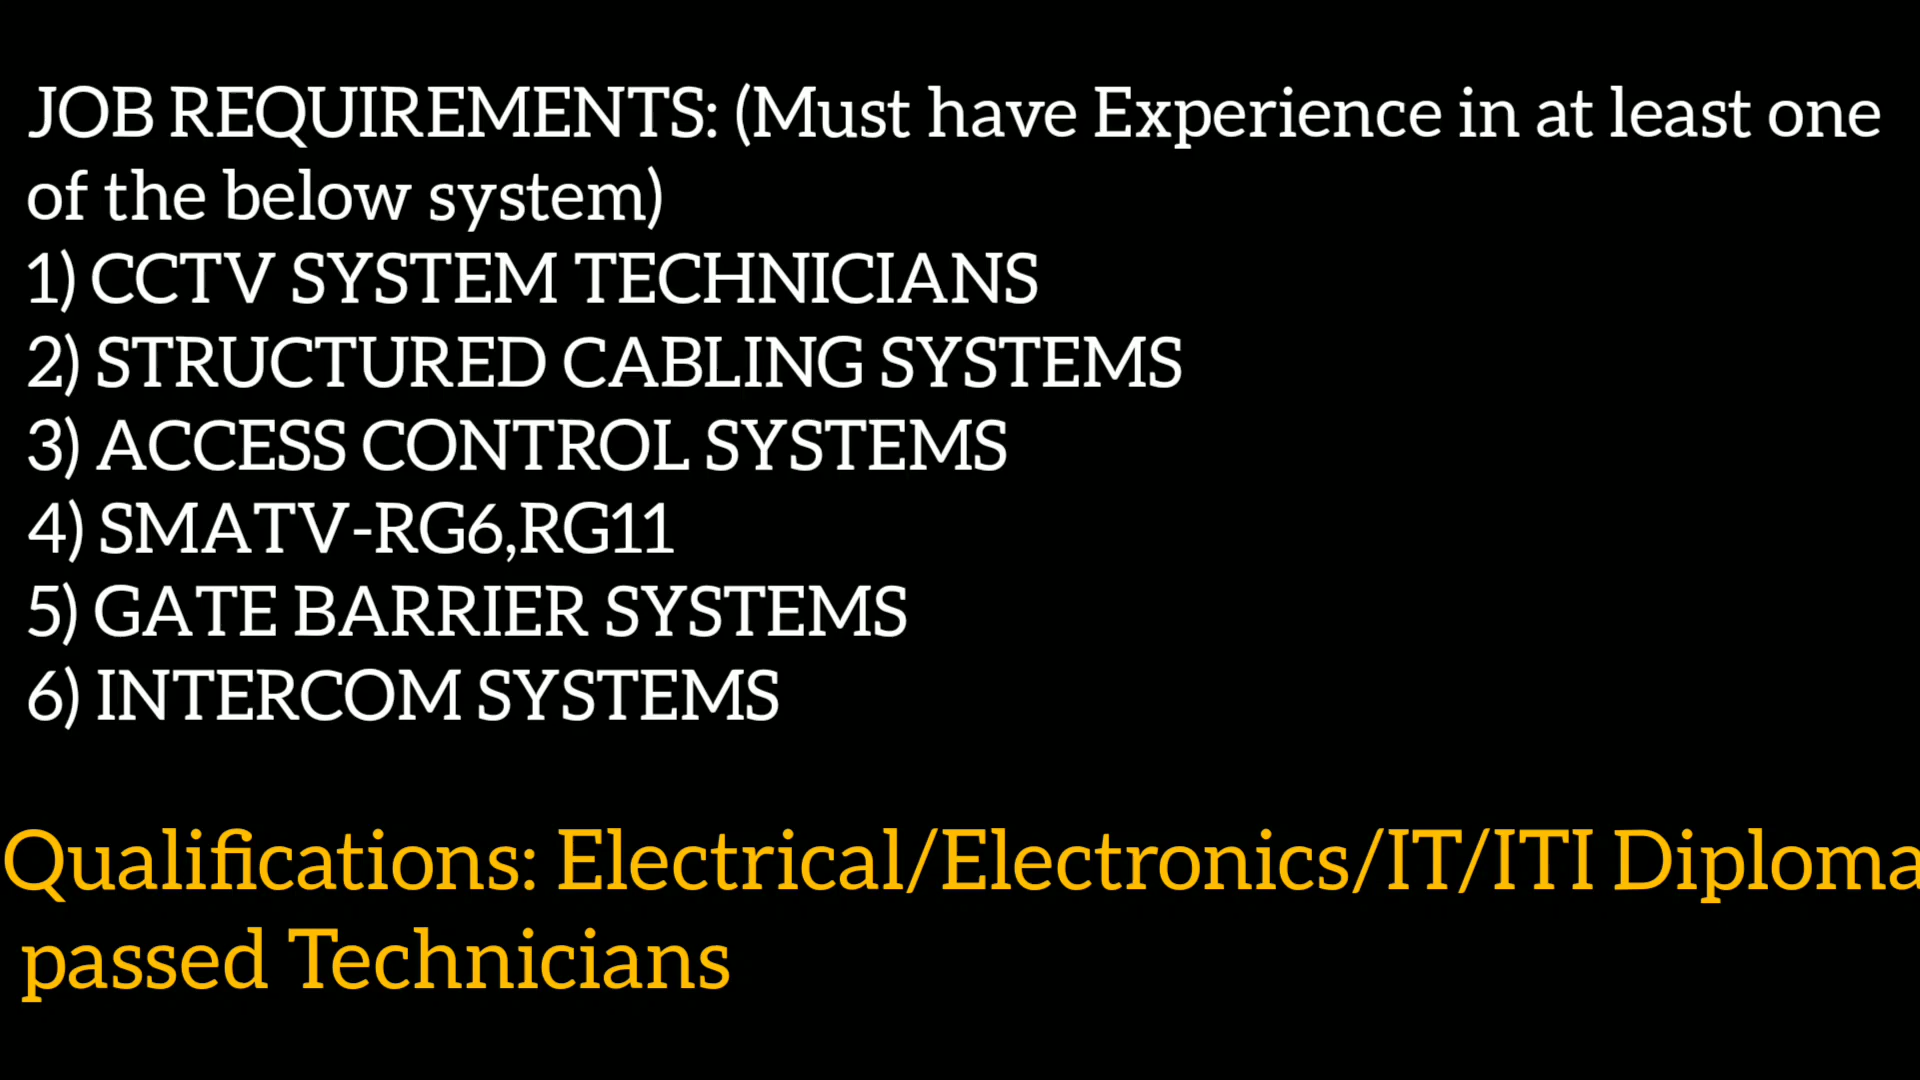 JOB REQUIREMENTS: (Must have Experience in at least one
of the below system)
1) CCTV SYSTEM TECHNICIANS
2) STRUCTURED CABLING SYSTEMS
3) ACCESS CONTROL SYSTEMS
4) SMATV-RG6,RG11
5) GATE BARRIER SYSTEMS
6) INTERCOM SYSTEMS
Qualifications: Electrical/Electronics/IT/ITI Diploma
passed Technicians